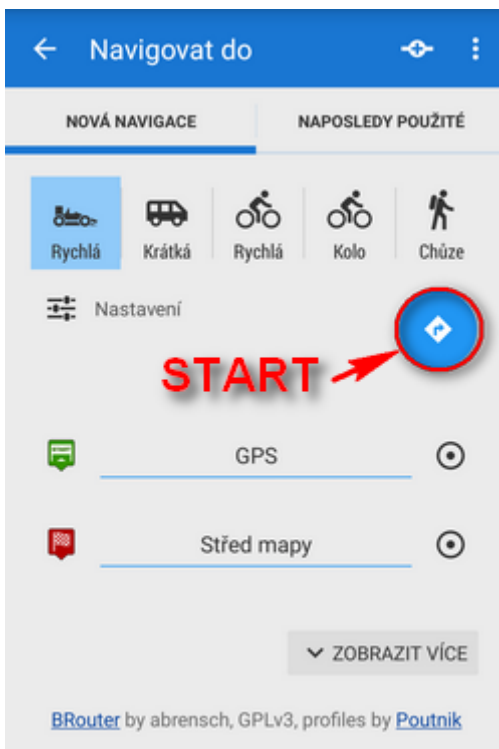 Navigovat do
NOVÁ NAVIGACE NAPOSLEDY POUŽITÉ
Rychlá Krátká Rychlá Kolo Chůze
Nastavení
START
GPS
Střed mapy
ZOBRAZIT VÍCE
BRouter by abrensch, GPLv3, profiles by Poutnik